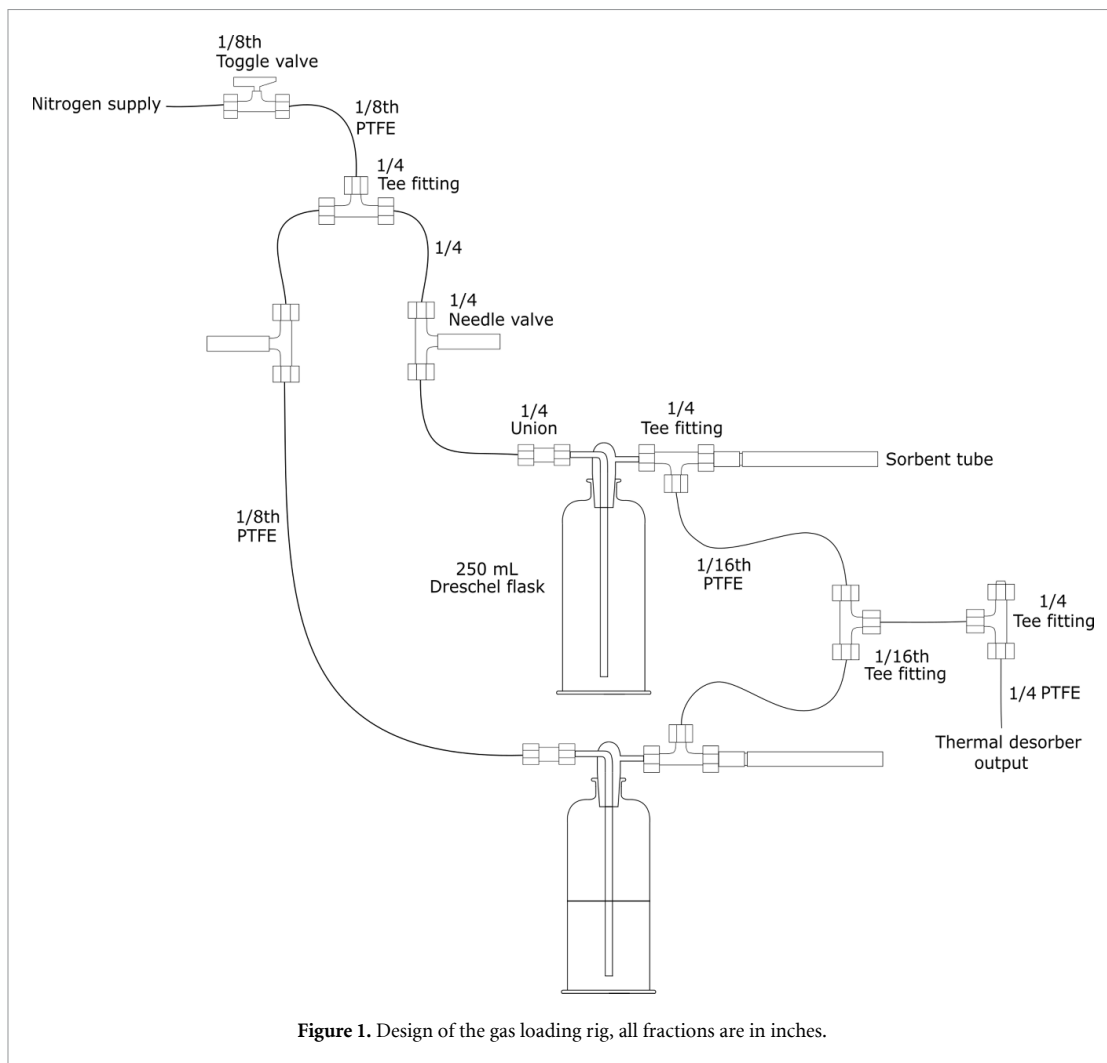 1/8th
Toggle valve
Nitrogen supply
1/8th
PTFE
1/4
Tee fitting
1/4
1/4
Needle valve
1/4
Union
1/4
Tee fitting
Sorbent tube
1/8th
PTFE
250 mL
Dreschel flask
1/16th
PTFE
1/4
Tee fitting
1/16th
Tee fitting
1/4 PTFE
Thermal desorber
output
Figure 1. Design of the gas loading rig, all fractions are in inches.